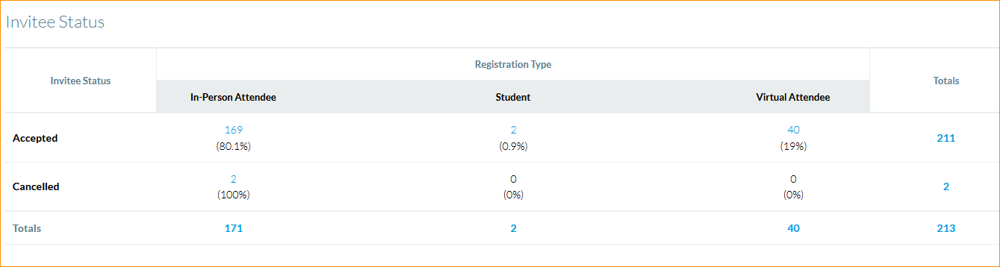 Invitee Status
Registration Type
Invitee Status
Totals
In-Person Attendee Student Virtual Attendee
169 2 40
Accepted 211
(80.1%) (0.9%) (19%)
2 0 0
Cancelled 2
(100%) (0%) (0%)
Totals 171 2 40 213